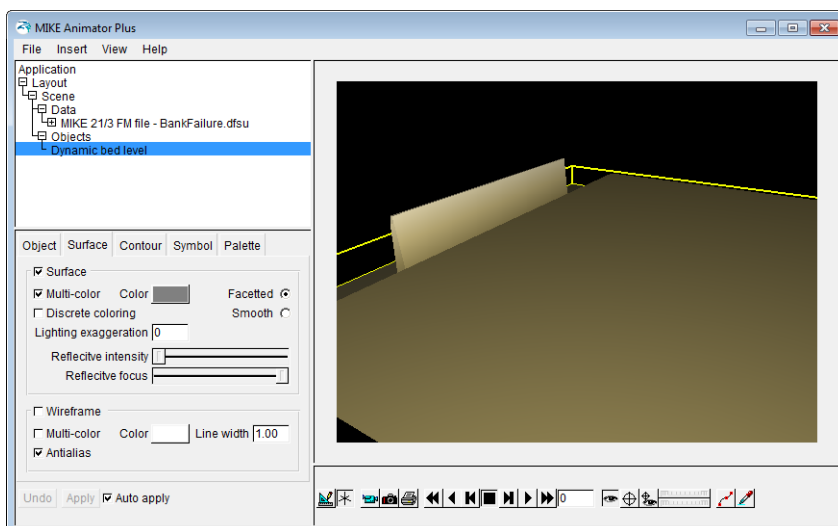 MIKE Animator Plus
File Insert View Help
Application
Layout
Scene
Data
MIKE 21/3 FM file - BankFailure.dfsu
Objects
Dynamic bed level
Object Surface Contour Symbol Palette
Surface
Multi-color Color Facetted
Discrete coloring Smooth
Lighting exaggeration 0
Reflecitve intensity
Reflecitve focus
Wireframe
Multi-color Color Line width 1.00
Antialias
Undo Apply Auto apply
0